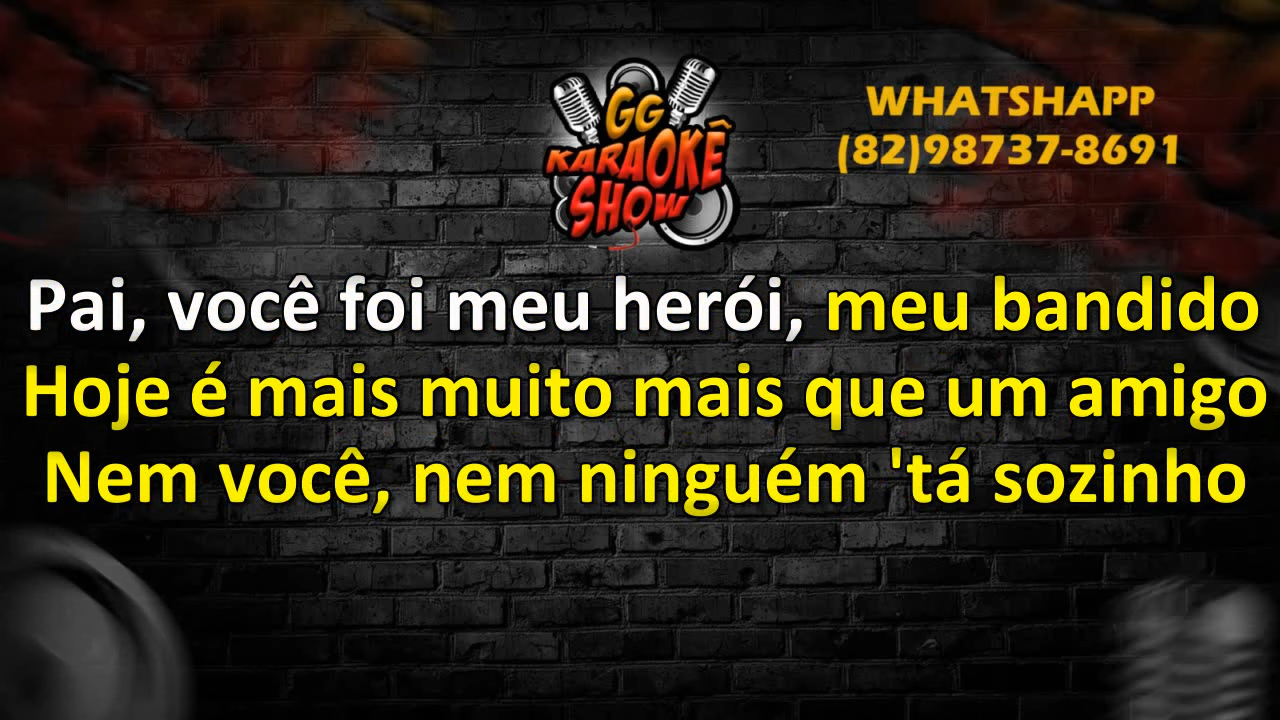 GG
KARAOKÊ
SHOW
WHATSHAPP
(82)98737-8691
Pai, você foi meu herói, meu bandido
Hoje é mais muito mais que um amigo
Nem você, nem ninguém 'tá sozinho